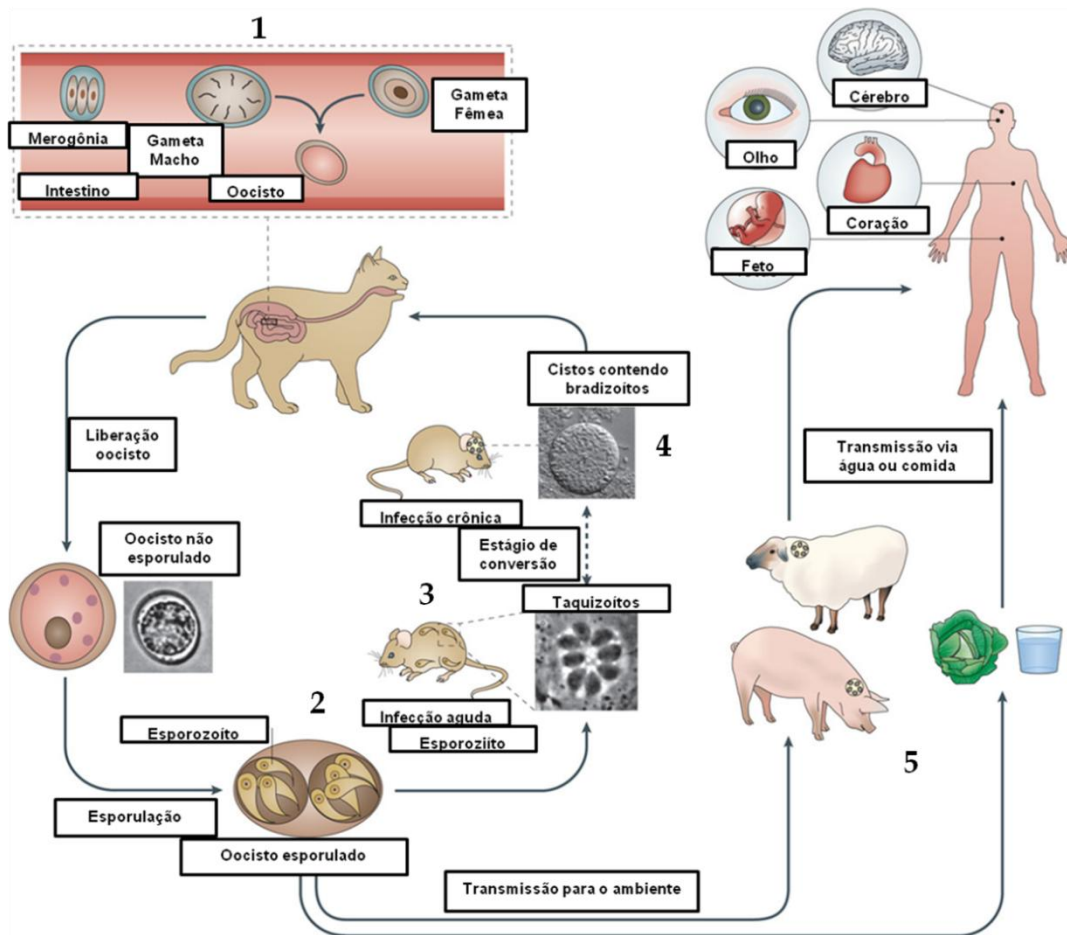 1
Merogônia
Gameta
Macho
Gameta
Fêmea
Intestino
Oocisto
Cérebro
Olho
Coração
Feto
Liberação
oocisto
Oocisto não
esporulado
Cistos contendo
bradizoítos
4
Infecção crônica
Estágio de
conversão
3
Taquizoítos
Infecção aguda
Esporoziíto
2
Esporozoíto
Esporulação
Oocisto esporulado
Transmissão via
água ou comida
5
Transmissão para o ambiente